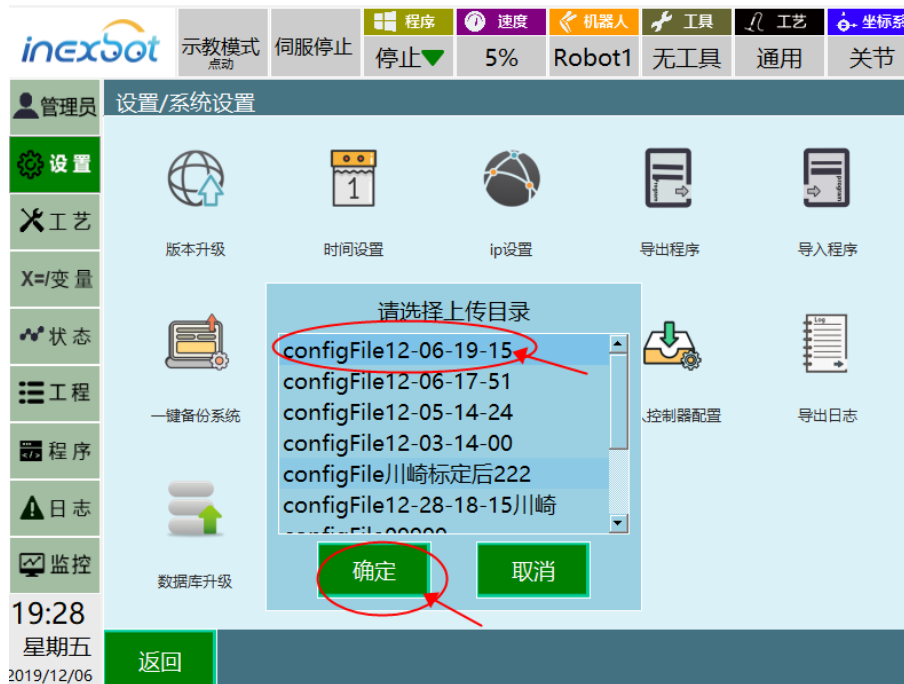 inexbot
示教模式
点动
伺服停止
程序
停止
速度
5%
机器人
Robot1
工具
无工具
工艺
通用
坐标系
关节
管理员
设置/系统设置
设置
工艺
X=/变量
状态
工程
程序
日志
监控
19:28
星期五
2019/12/06
版本升级
1
时间设置
ip设置
导出程序
导入程序
请选择上传目录
configFile12-06-19-15
configFile12-06-17-51
configFile12-05-14-24
configFile12-03-14-00
configFile川崎标定后222
configFile12-28-18-15川崎
确定
取消
一键备份系统
控制器配置
Log
导出日志
数据库升级
返回